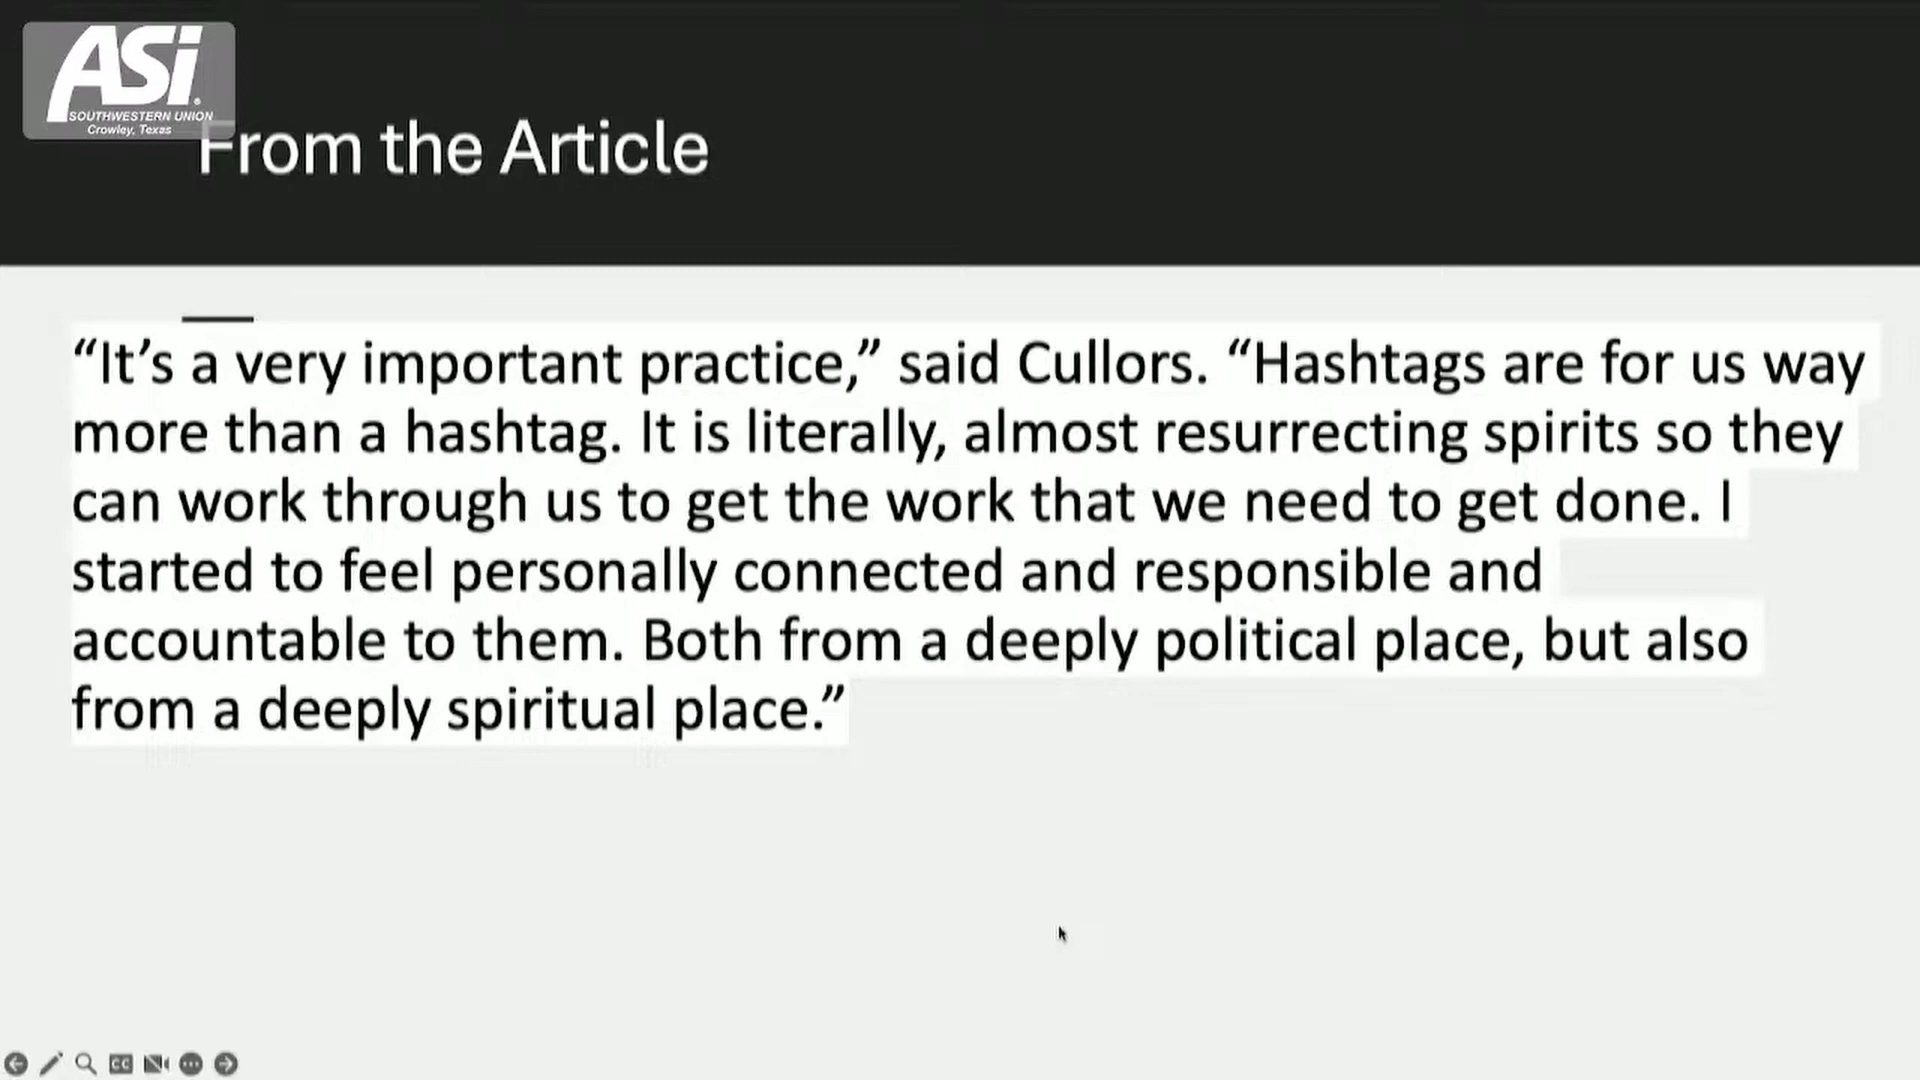 ASi.
SOUTHWESTERN UNION
Crowley, Texas
From the Article
“It’s a very important practice,” said Cullors. “Hashtags are for us way
more than a hashtag. It is literally, almost resurrecting spirits so they
can work through us to get the work that we need to get done. I
started to feel personally connected and responsible and
accountable to them. Both from a deeply political place, but also
from a deeply spiritual place.”
CC